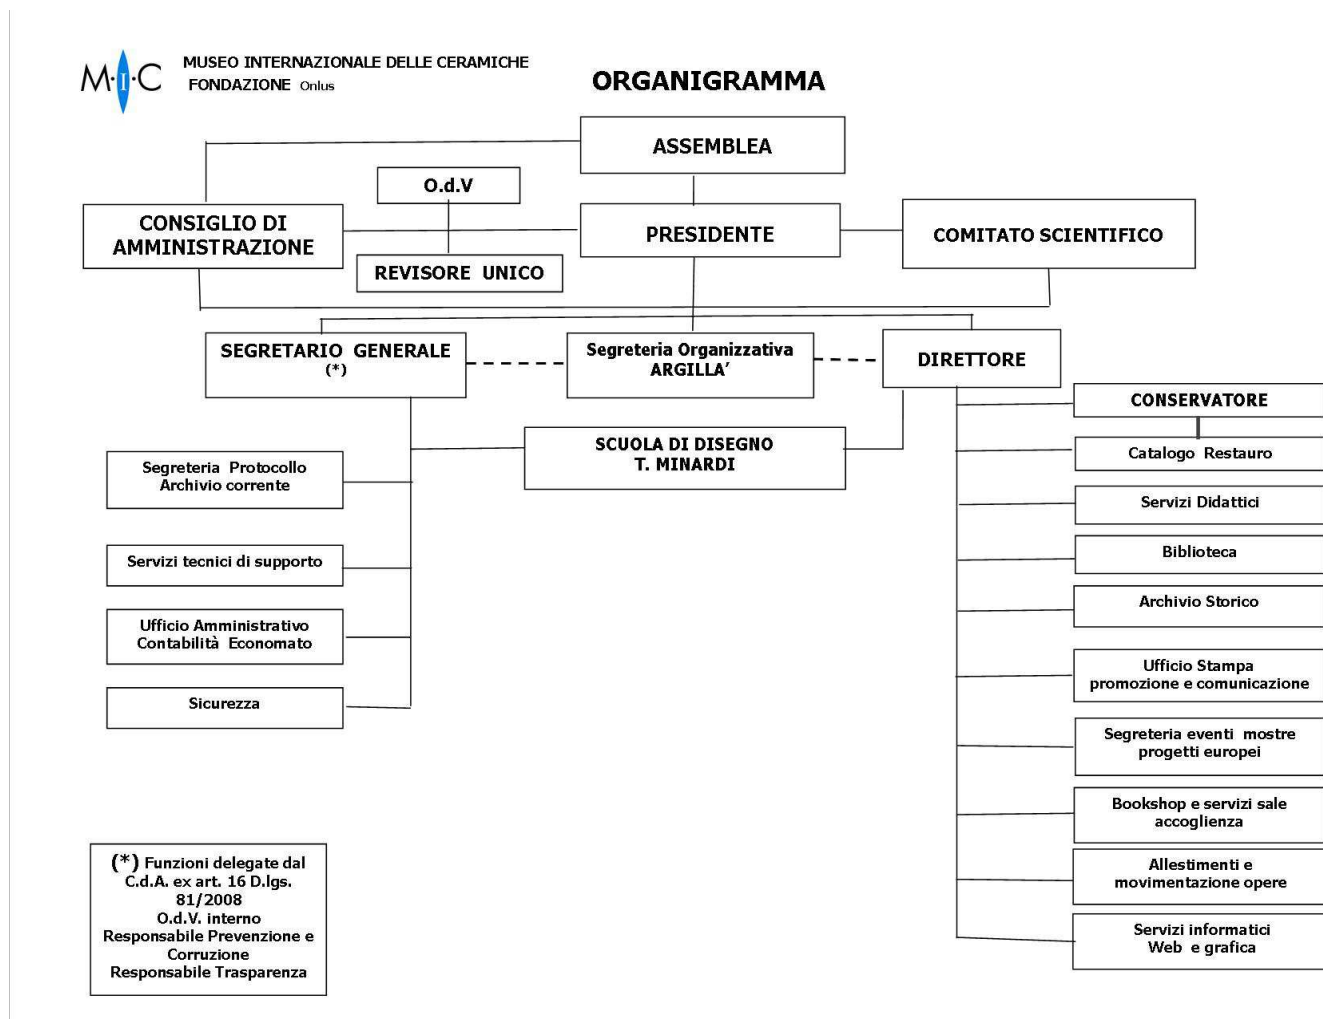 M·I·C
MUSEO INTERNAZIONALE DELLE CERAMICHE
FONDAZIONE Onlus
ORGANIGRAMMA
ASSEMBLEA
O.d.V
CONSIGLIO DI
AMMINISTRAZIONE
PRESIDENTE
COMITATO SCIENTIFICO
REVISORE UNICO
SEGRETARIO GENERALE
(*)
Segreteria Organizzativa
ARGILLA’
DIRETTORE
CONSERVATORE
SCUOLA DI DISEGNO
T. MINARDI
Catalogo Restauro
Segreteria Protocollo
Archivio corrente
Servizi Didattici
Servizi tecnici di supporto
Biblioteca
Archivio Storico
Ufficio Amministrativo
Contabilità Economato
Ufficio Stampa
promozione e comunicazione
Sicurezza
Segreteria eventi mostre
progetti europei
Bookshop e servizi sale
accoglienza
Allestimenti e
movimentazione opere
Servizi informatici
Web e grafica
(*) Funzioni delegate dal
C.d.A. ex art. 16 D.lgs.
81/2008
O.d.V. interno
Responsabile Prevenzione e
Corruzione
Responsabile Trasparenza